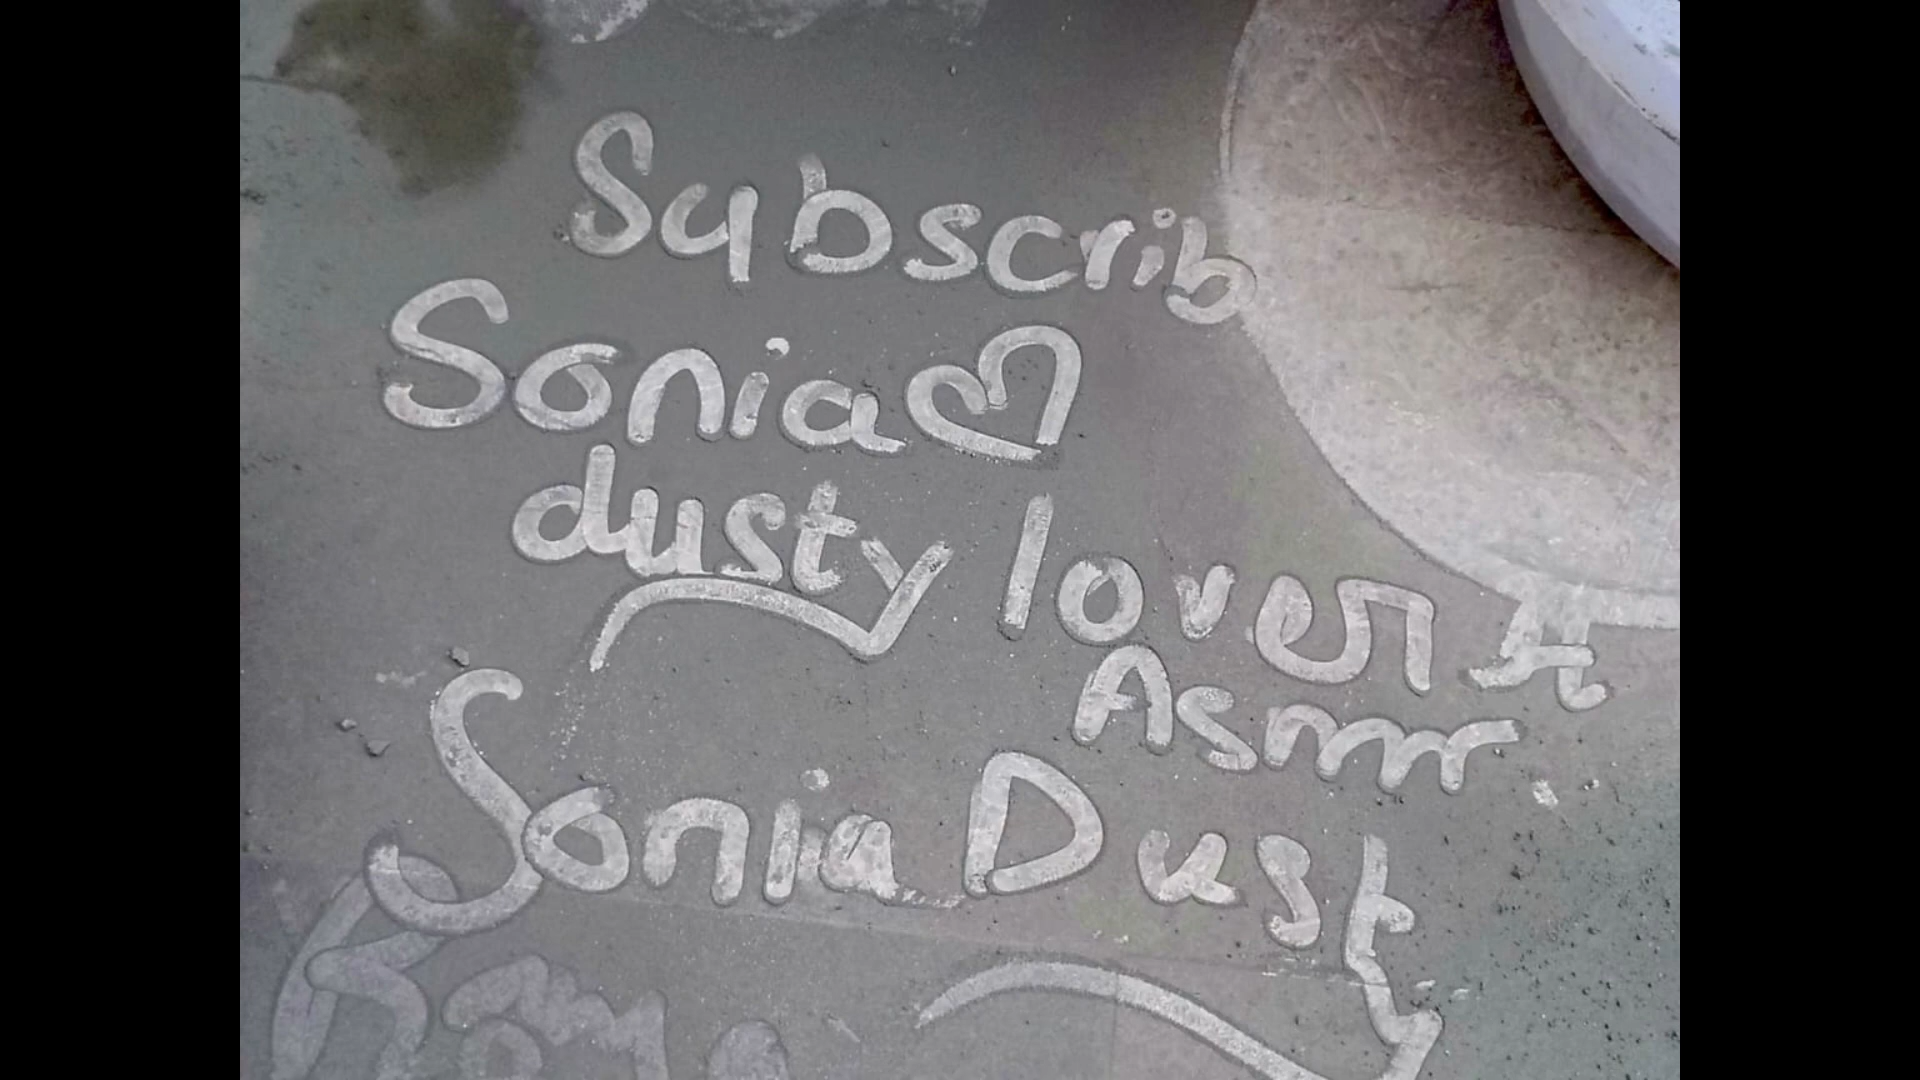 Subscrib
Sonia♡
dusty lover
Asmr
Sonia Dust